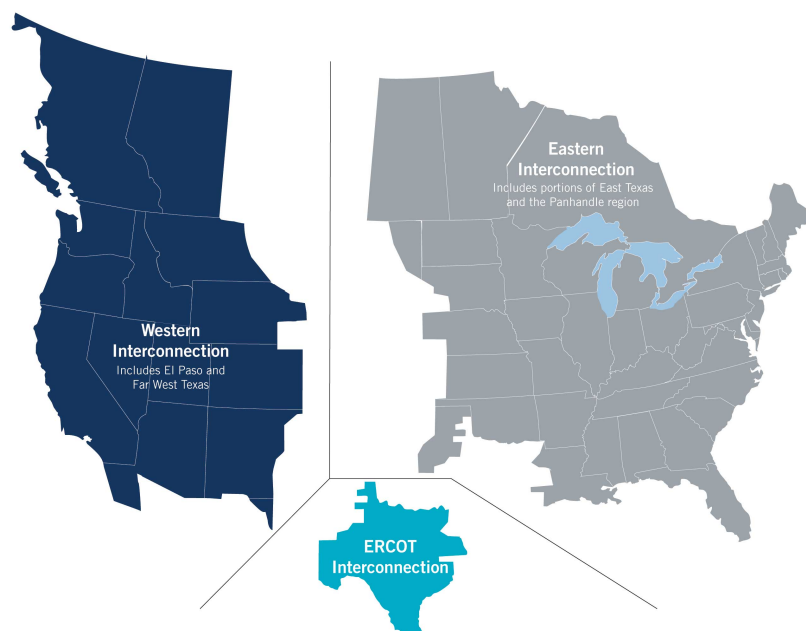 Eastern
Interconnection
Includes portions of East Texas
and the Panhandle region
Western
Interconnection
Includes El Paso and
Far West Texas
ERCOT
Interconnection